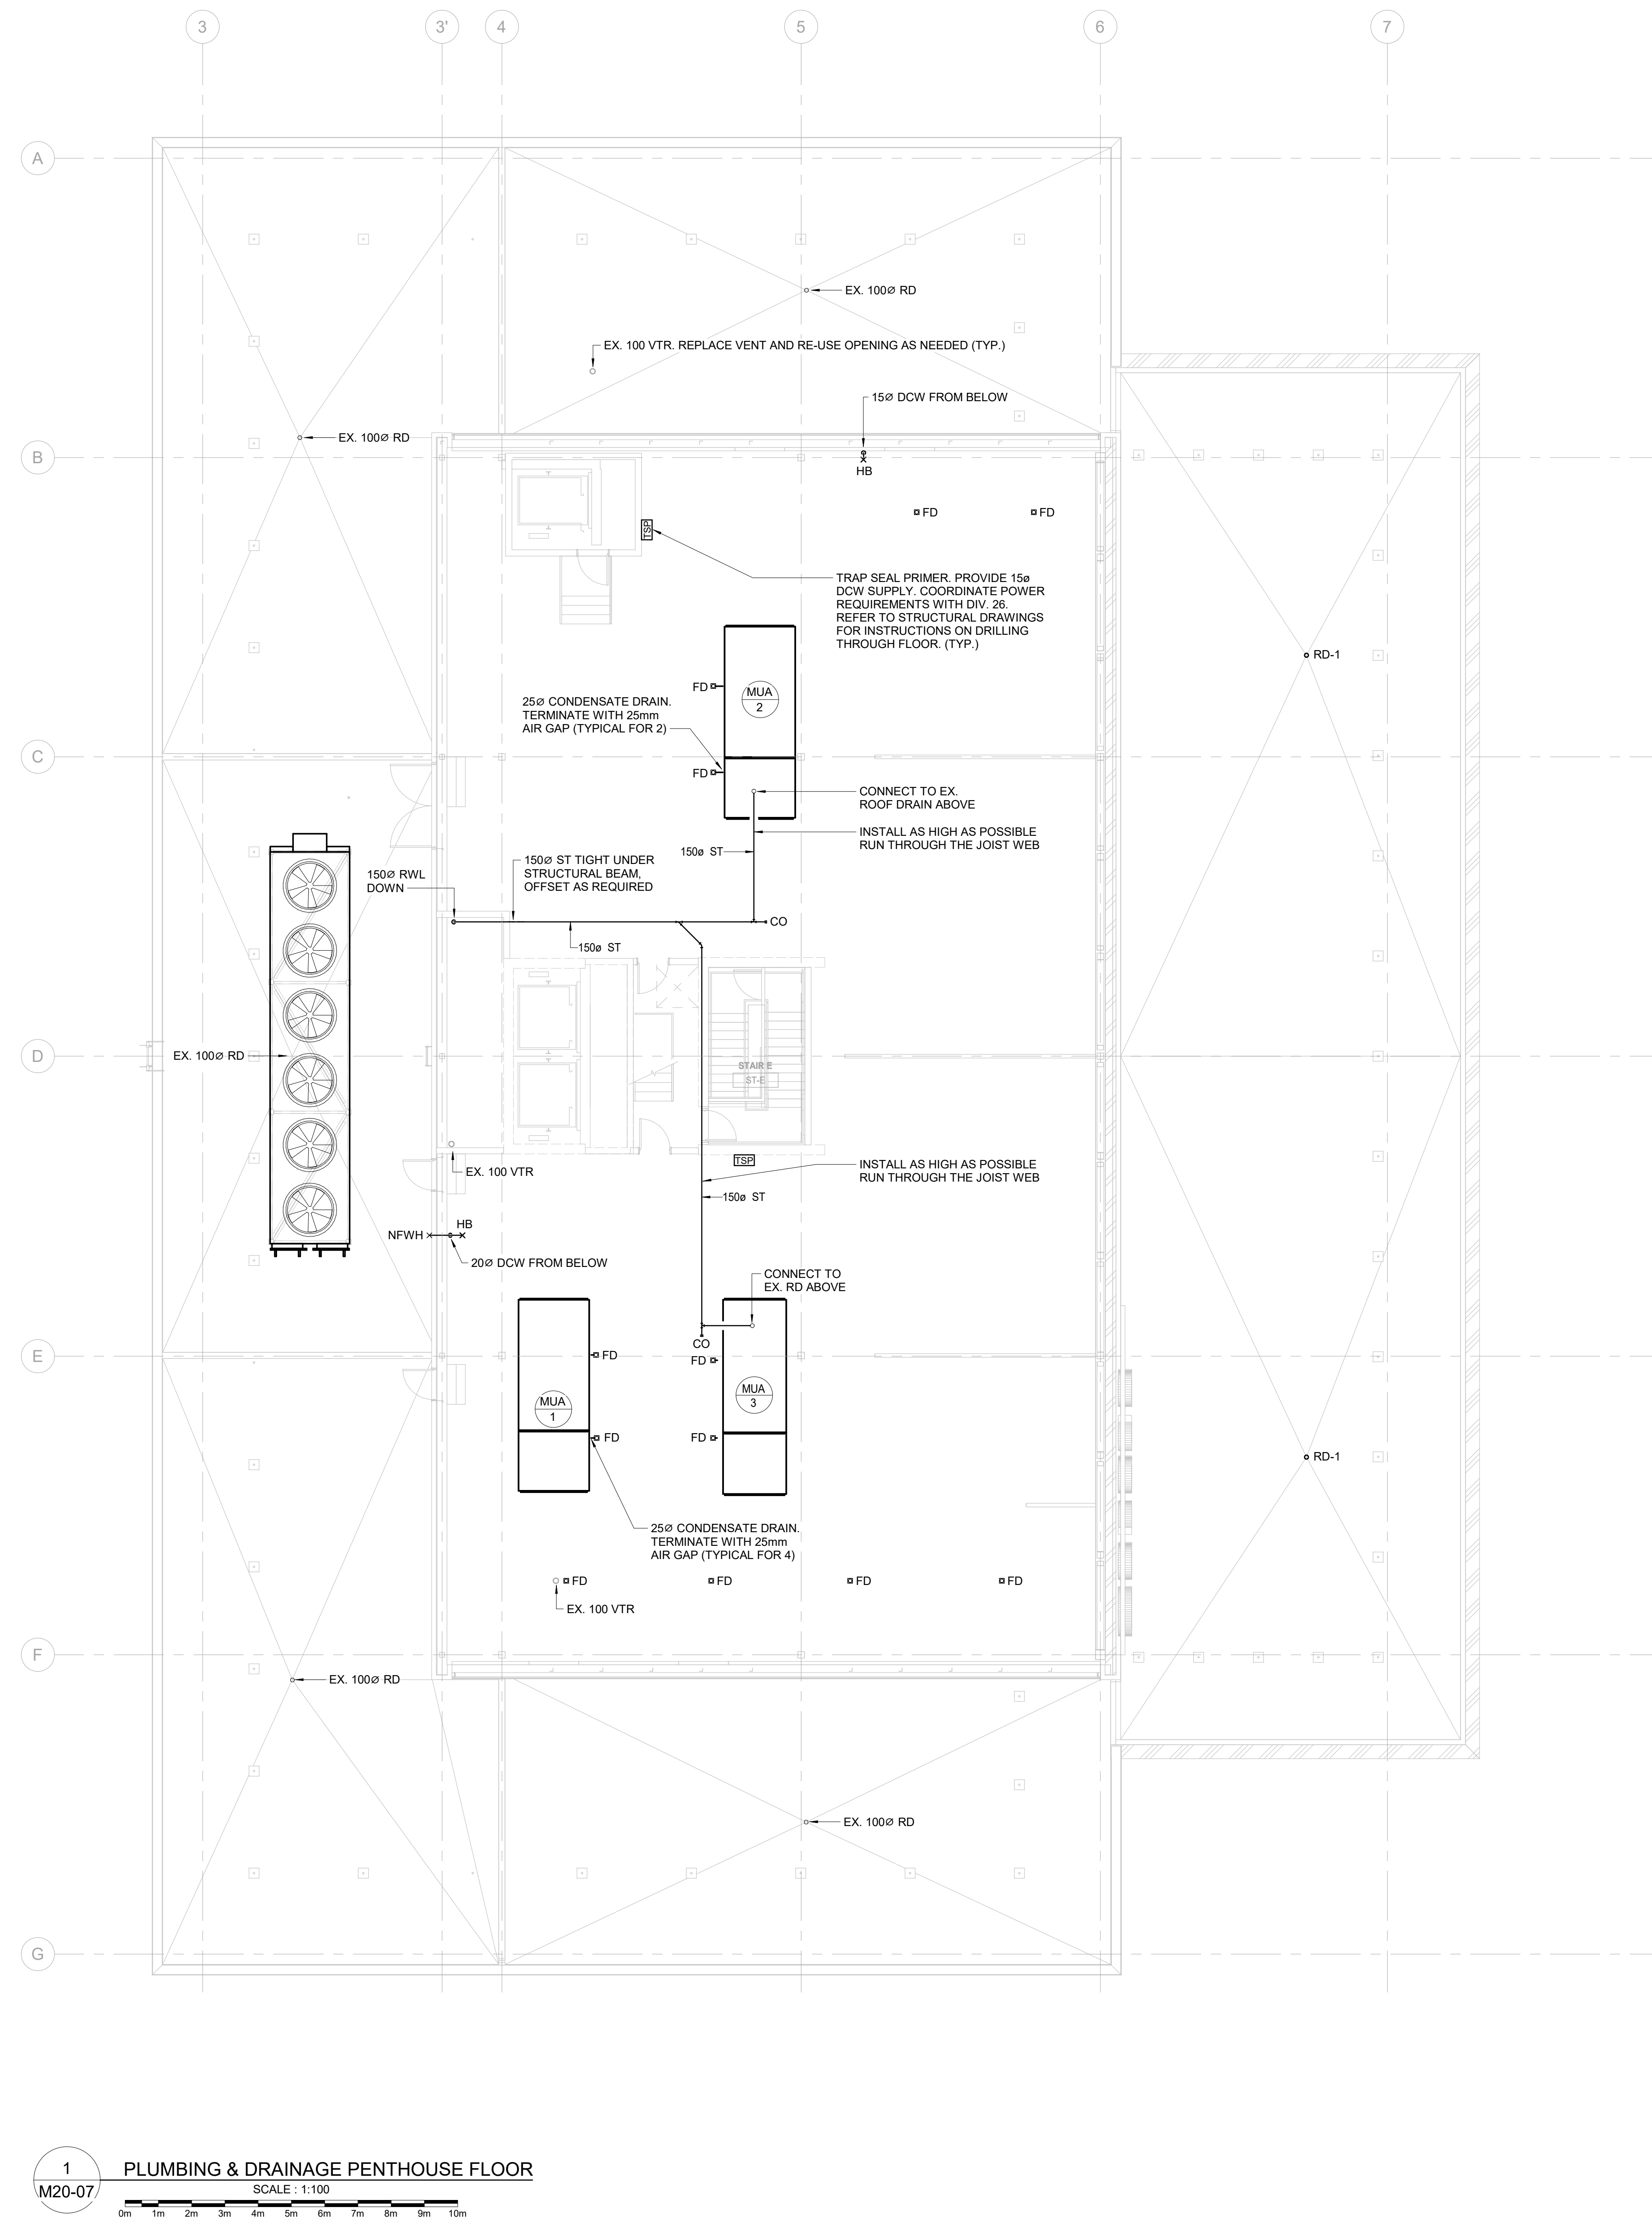 3
3'
4
5
6
7
A
EX. 100Ø RD
EX. 100 VTR. REPLACE VENT AND RE-USE OPENING AS NEEDED (TYP.)
15Ø DCW FROM BELOW
EX. 100Ø RD
B
HB
FD
FD
TSP
TRAP SEAL PRIMER. PROVIDE 15ø
DCW SUPPLY. COORDINATE POWER
REQUIREMENTS WITH DIV. 26.
REFER TO STRUCTURAL DRAWINGS
FOR INSTRUCTIONS ON DRILLING
THROUGH FLOOR. (TYP.)
RD-1
FD
MUA
2
25Ø CONDENSATE DRAIN.
TERMINATE WITH 25mm
AIR GAP (TYPICAL FOR 2)
C
FD
CONNECT TO EX.
ROOF DRAIN ABOVE
INSTALL AS HIGH AS POSSIBLE
RUN THROUGH THE JOIST WEB
150ø ST
150Ø ST TIGHT UNDER
STRUCTURAL BEAM,
OFFSET AS REQUIRED
150Ø RWL
DOWN
CO
150ø ST
D
EX. 100Ø RD
STAIR E
ST-E
TSP
INSTALL AS HIGH AS POSSIBLE
RUN THROUGH THE JOIST WEB
EX. 100 VTR
150ø ST
HB
NFWH
20Ø DCW FROM BELOW
CONNECT TO
EX. RD ABOVE
CO
E
FD
FD
MUA
1
MUA
3
FD
FD
RD-1
25Ø CONDENSATE DRAIN.
TERMINATE WITH 25mm
AIR GAP (TYPICAL FOR 4)
FD
FD
FD
FD
EX. 100 VTR
F
EX. 100Ø RD
EX. 100Ø RD
G
1
M20-07
PLUMBING & DRAINAGE PENTHOUSE FLOOR
SCALE : 1:100
0m 1m 2m 3m 4m 5m 6m 7m 8m 9m 10m